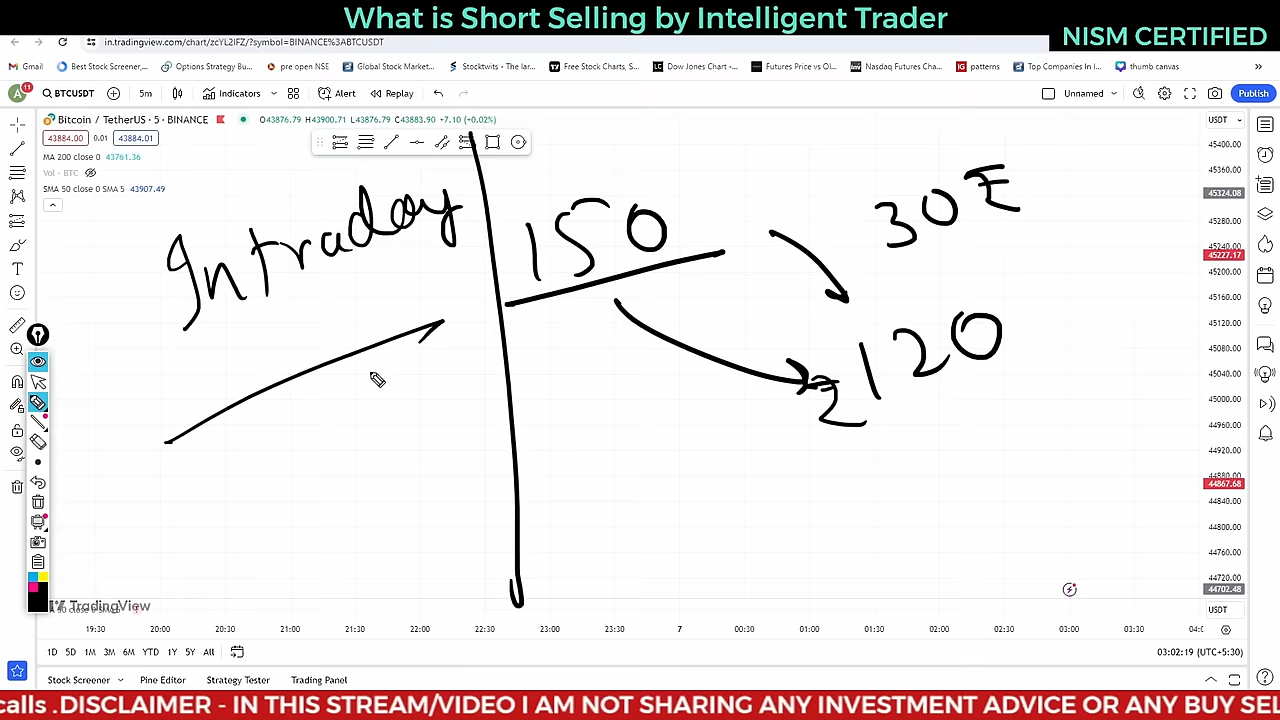 What is Short Selling by Intelligent Trader
NISM CERTIFIED
in.tradingview.com/chart/zcYL2IFZ/?symbol=BINANCE%3ABTCUSDT
Gmail Best Stock Screener,... Options Strategy Bu... pre open NSE Global Stock Market... Stocktwits - The lar... Free Stock Charts, S... Dow Jones Chart -... Futures Price vs OI... Nasdaq Futures Cha... patterns Top Companies In I... thumb canvas »
A 11 BTCUSDT 5m Indicators Alert Replay Unnamed Publish
Bitcoin / TetherUS · 5 · BINANCE O43876.79 H43900.71 L43876.79 C43883.90 +7.10 (+0.02%) USDT
43884.00 0.01 43884.01
MA 200 close 0 43761.36
Vol - BTC
SMA 50 close 0 SMA 5 43907.49
Intraday 150 30₹
120
2
45400.00
45360.00
45324.08
45280.00
45240.00
45227.17
45200.00
45160.00
45120.00
45080.00
45040.00
45000.00
44960.00
44920.00
44880.00
44867.68
44840.00
44800.00
44760.00
44720.00
44702.48
TradingView USDT
19:30 20:00 20:30 21:00 21:30 22:00 22:30 23:00 23:30 7 00:30 01:00 01:30 02:00 02:30 03:00 03:30 04:0
1D 5D 1M 3M 6M YTD 1Y 5Y All 03:02:19 (UTC+5:30)
Stock Screener Pine Editor Strategy Tester Trading Panel
calls .DISCLAIMER - IN THIS STREAM/VIDEO I AM NOT SHARING ANY INVESTMENT ADVICE OR ANY BUY SEL